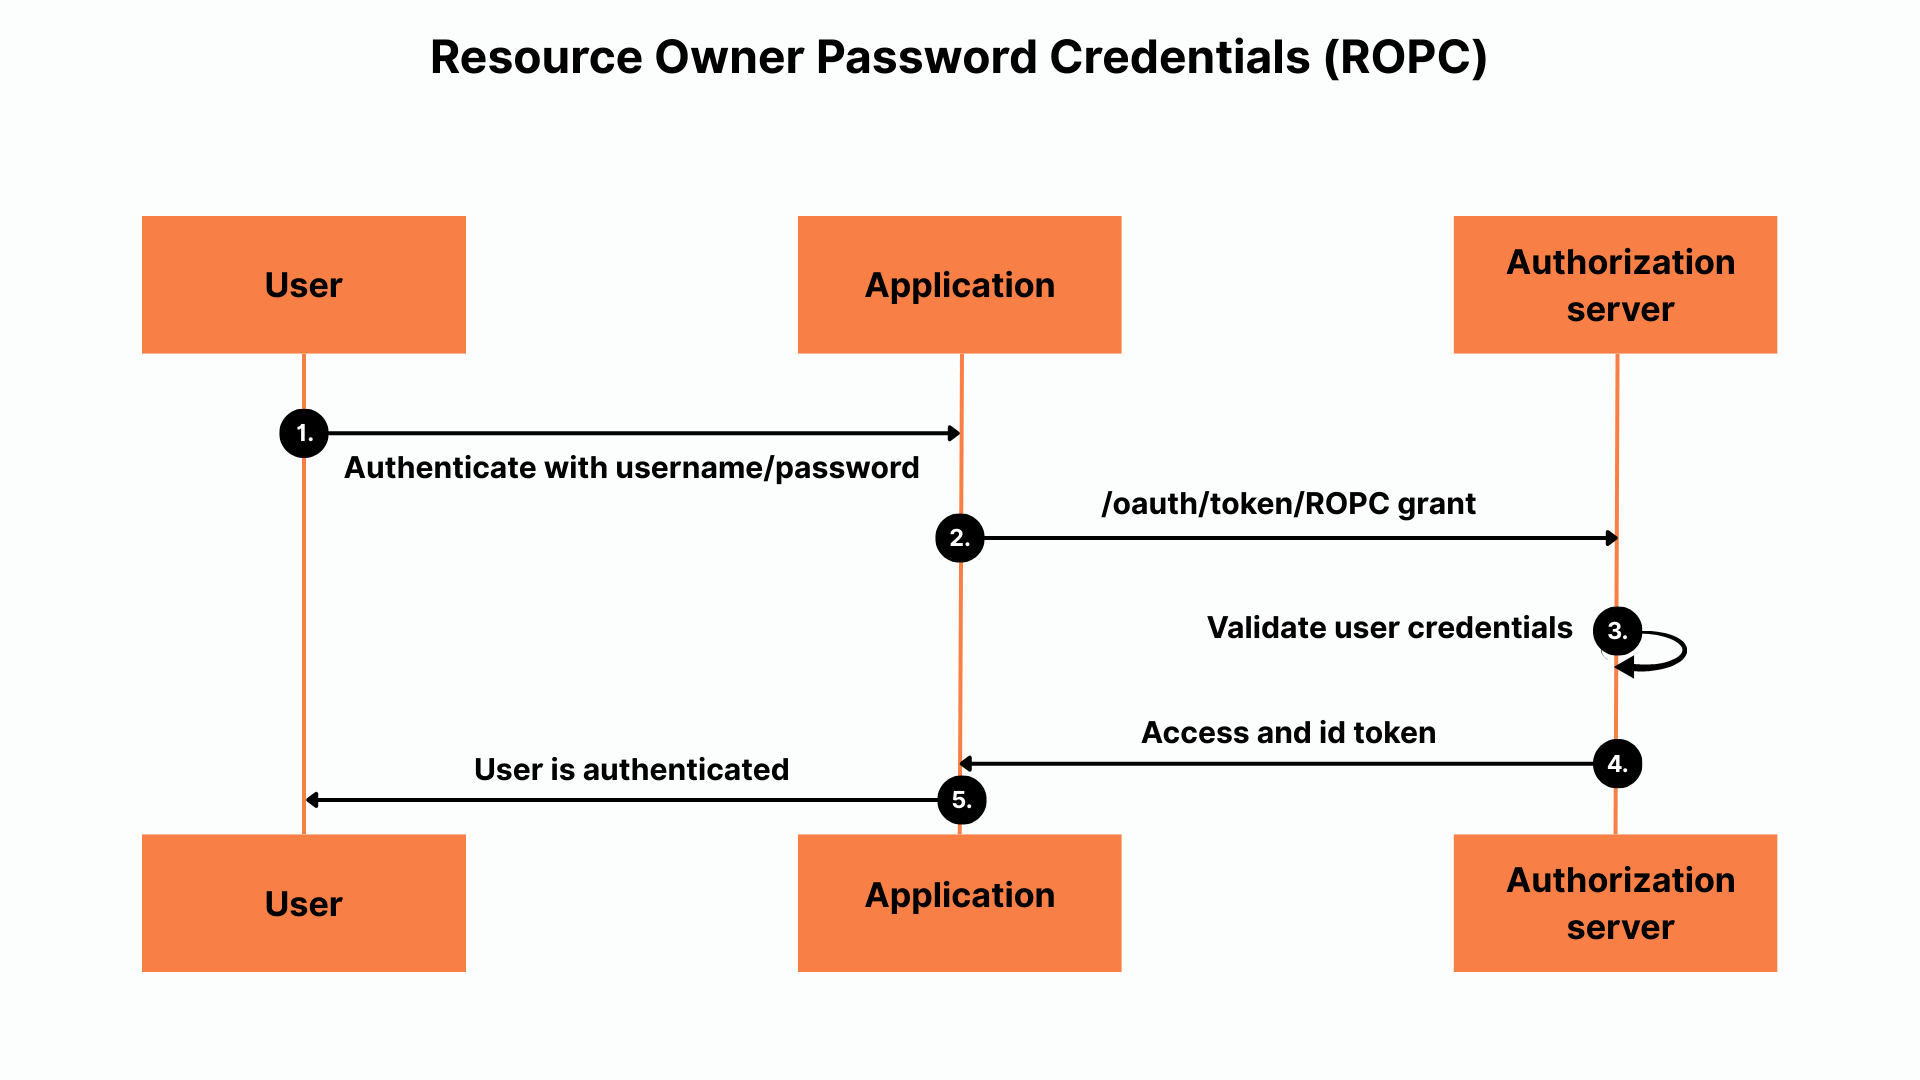 Resource Owner Password Credentials (ROPC)
User
Application
Authorization
server
1.
Authenticate with username/password
/oauth/token/ROPC grant
2.
Validate user credentials
3.
Access and id token
4.
User is authenticated
5.
User
Application
Authorization
server